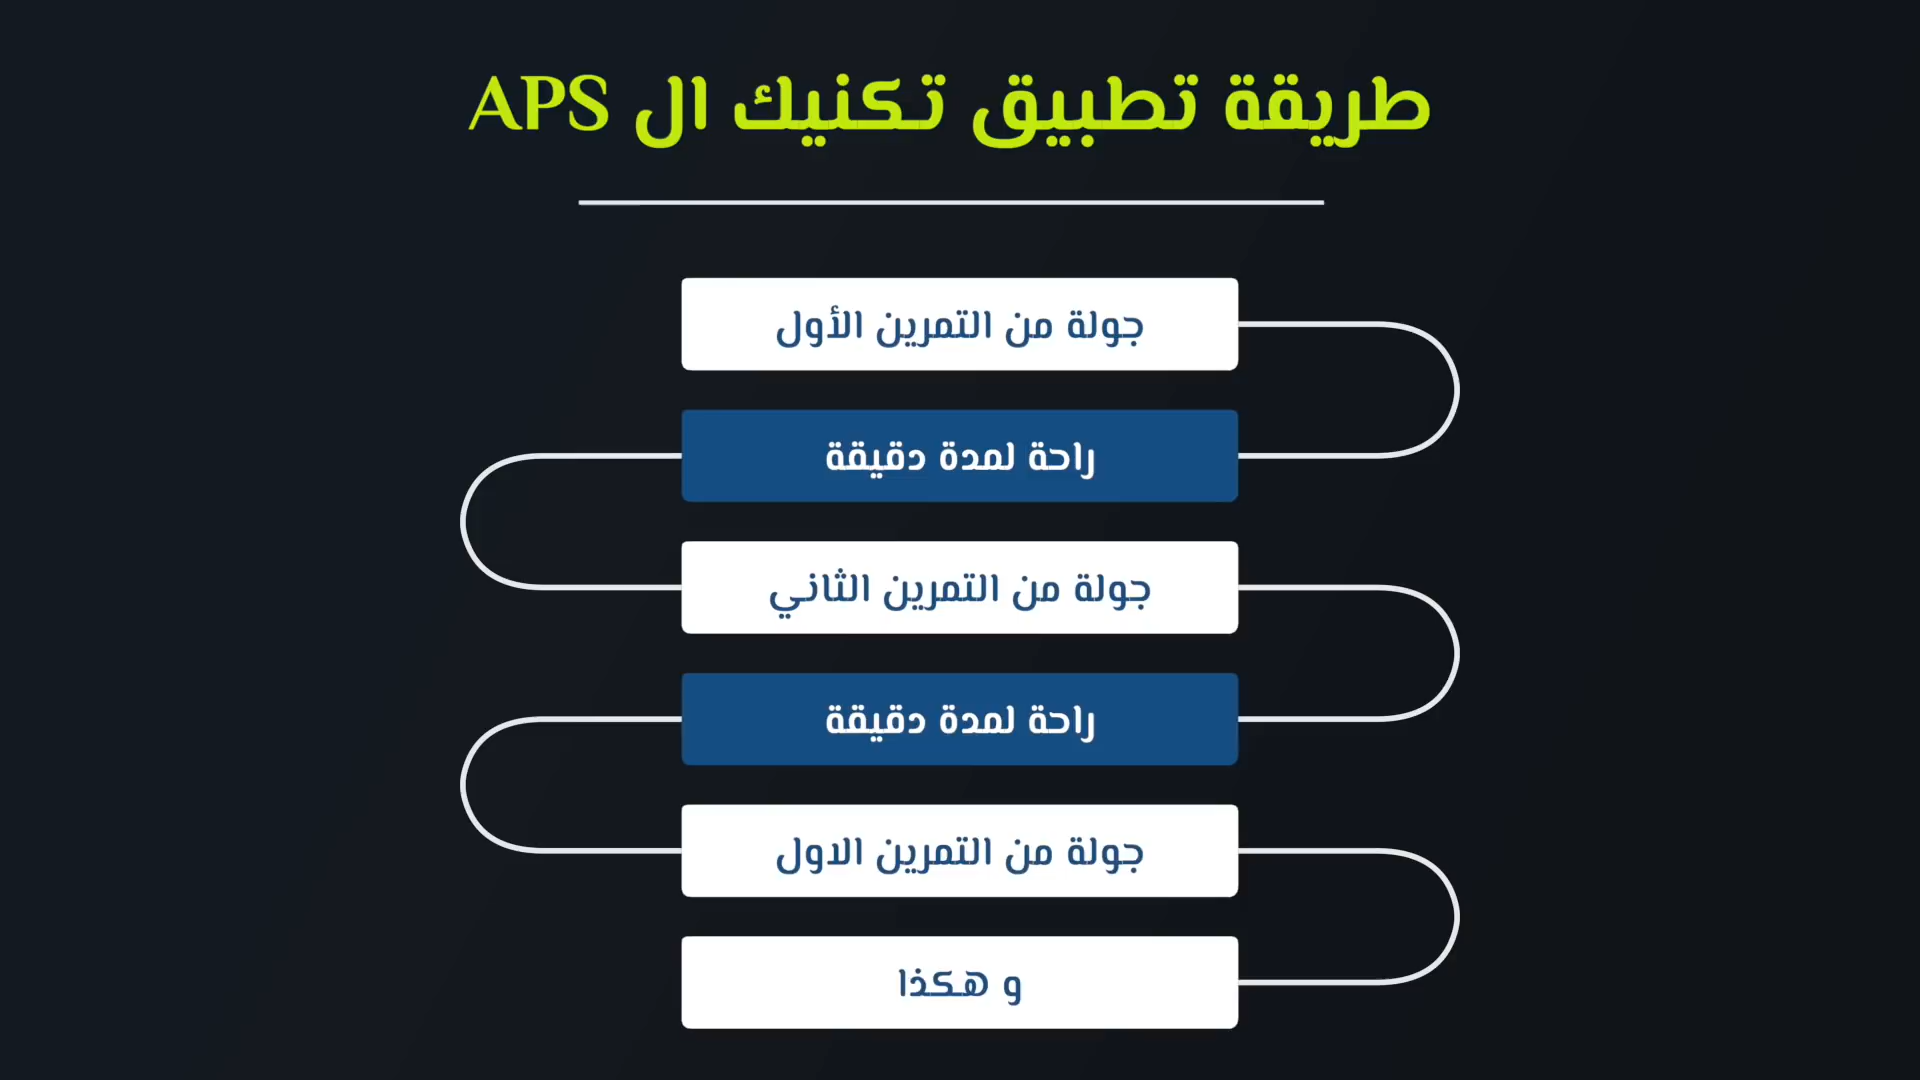 طريقة تطبيق تكنيك ال APS
جولة من التمرين الأول
راحة لمدة دقيقة
جولة من التمرين الثاني
راحة لمدة دقيقة
جولة من التمرين الاول
و هكذا